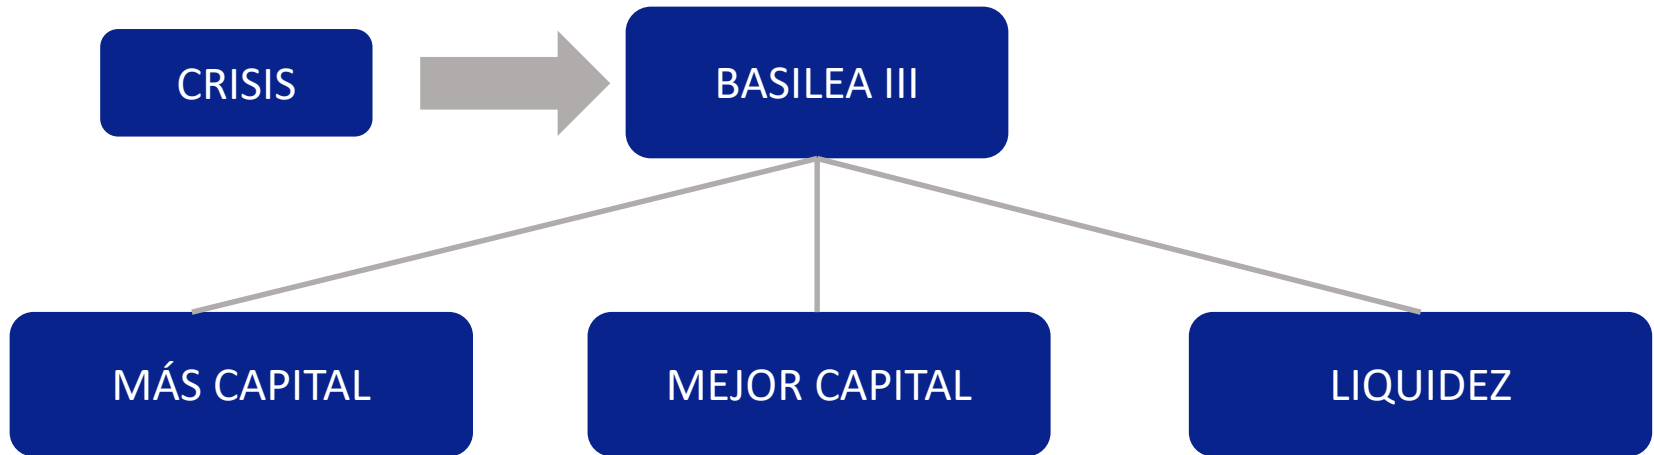 CRISIS
BASILEA III
MÁS CAPITAL
MEJOR CAPITAL
LIQUIDEZ